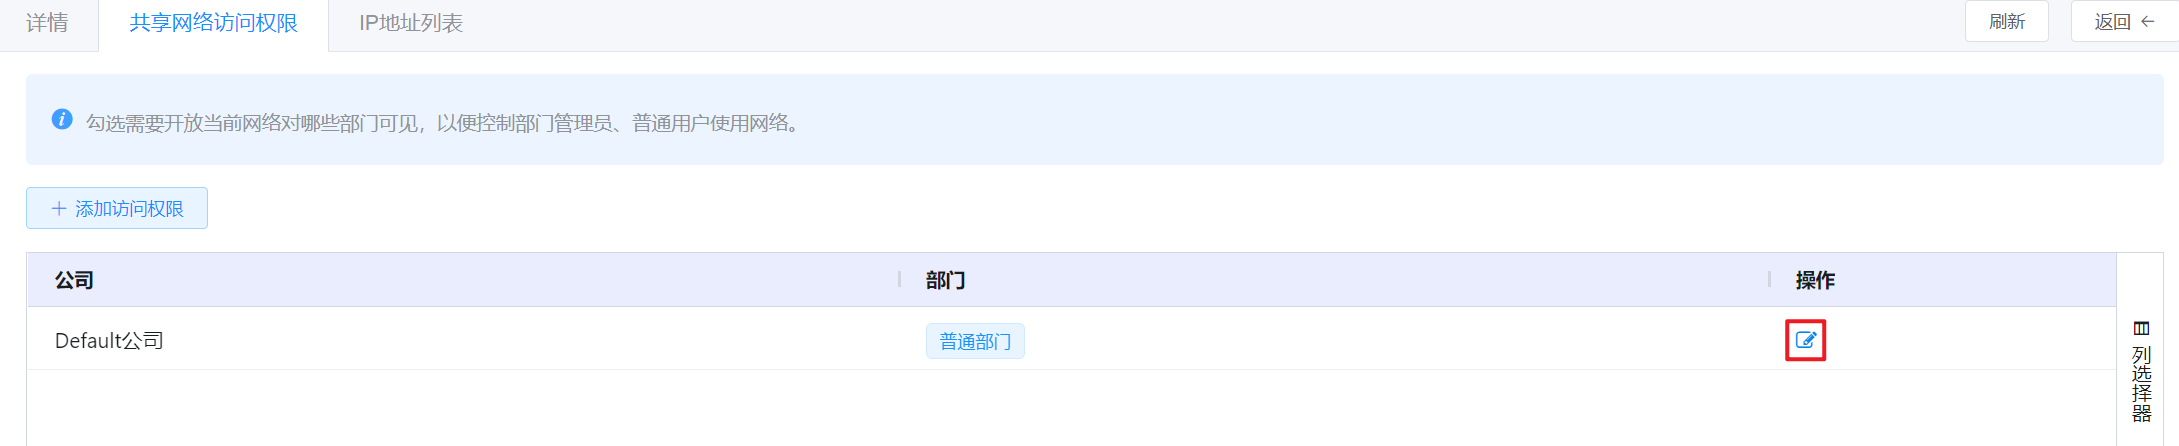 详情 共享网络访问权限 IP地址列表 刷新 返回 ←
勾选需要开放当前网络对哪些部门可见，以便控制部门管理员、普通用户使用网络。
＋ 添加访问权限
公司 部门 操作
Default公司 普通部门
列选择器